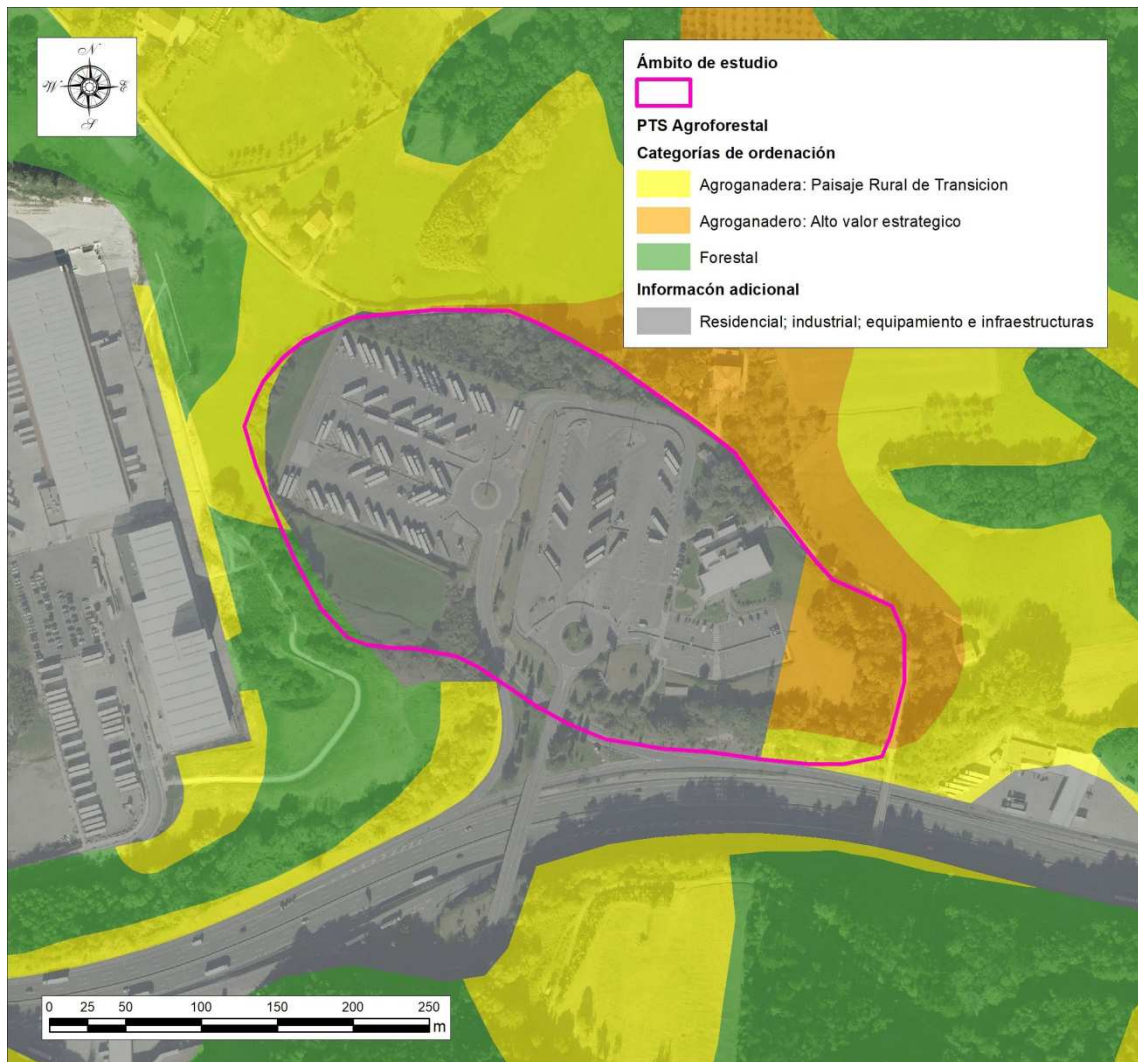 N
W E
S
Ámbito de estudio
PTS Agroforestal
Categorías de ordenación
Agroganadera: Paisaje Rural de Transicion
Agroganadero: Alto valor estrategico
Forestal
Informacón adicional
Residencial; industrial; equipamiento e infraestructuras
0 25 50 100 150 200 250
m